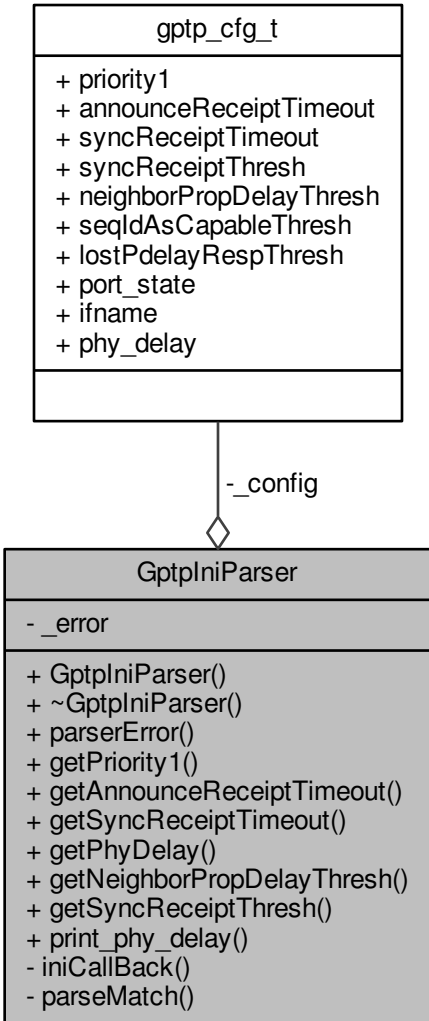 gptp_cfg_t
+ priority1
+ announceReceiptTimeout
+ syncReceiptTimeout
+ syncReceiptThresh
+ neighborPropDelayThresh
+ seqIdAsCapableThresh
+ lostPdelayRespThresh
+ port_state
+ ifname
+ phy_delay
-_config
GptpIniParser
- _error
+ GptpIniParser()
+ ~GptpIniParser()
+ parserError()
+ getPriority1()
+ getAnnounceReceiptTimeout()
+ getSyncReceiptTimeout()
+ getPhyDelay()
+ getNeighborPropDelayThresh()
+ getSyncReceiptThresh()
+ print_phy_delay()
- iniCallBack()
- parseMatch()